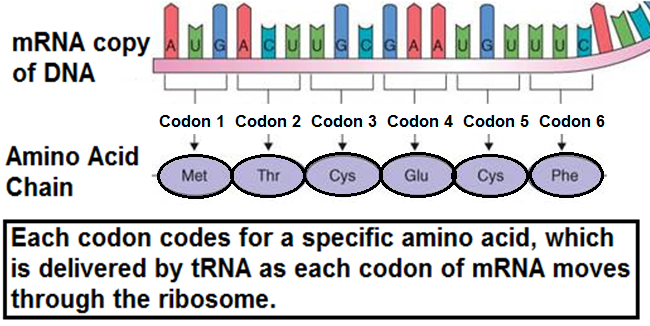 mRNA copy
of DNA
A U G A C U U G C G A A U G U U U C
Codon 1 Codon 2 Codon 3 Codon 4 Codon 5 Codon 6
Amino Acid
Chain
Met Thr Cys Glu Cys Phe
Each codon codes for a specific amino acid, which
is delivered by tRNA as each codon of mRNA moves
through the ribosome.